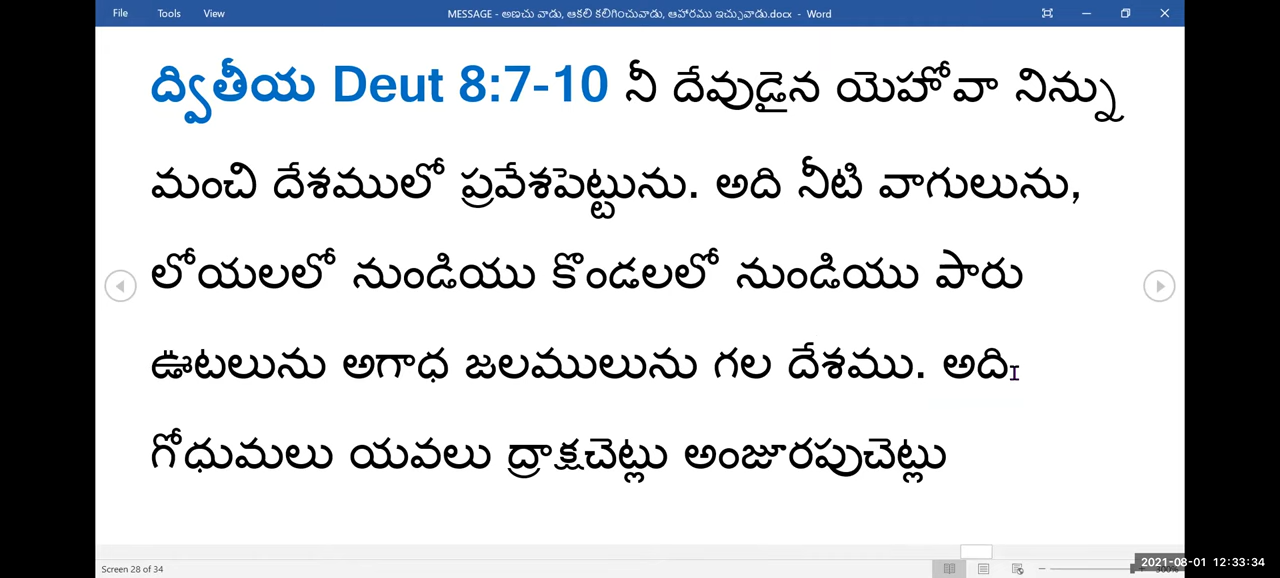 File Tools View MESSAGE - అణచు వాడు, ఆకలి కలిగించువాడు, ఆహారము ఇచ్చువాడు.docx - Word
ద్వితీయ Deut 8:7-10 నీ దేవుడైన యెహోవా నిన్ను
మంచి దేశములో ప్రవేశపెట్టును. అది నీటి వాగులును,
లోయలలో నుండియు కొండలలో నుండియు పారు
ఊటలును అగాధ జలములును గల దేశము. అది
గోధుమలు యవలు ద్రాక్షచెట్లు అంజూరపుచెట్లు
Screen 28 of 34
2021-08-01 12:33:34